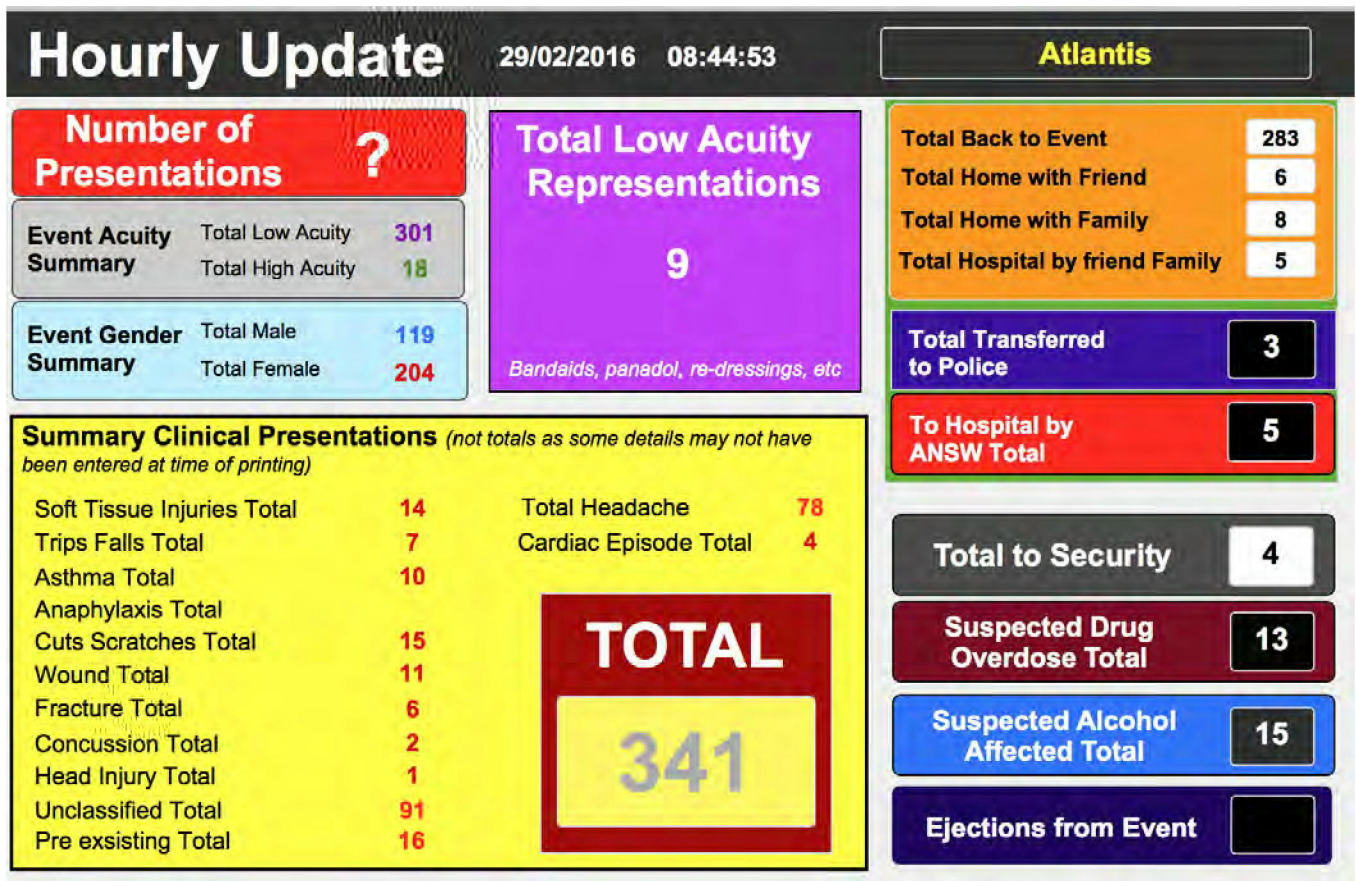 Hourly Update 29/02/2016 08:44:53 Atlantis
Number of
Presentations ?
Event Acuity Total Low Acuity 301
Summary Total High Acuity 18
Event Gender Total Male 119
Summary Total Female 204
Total Low Acuity
Representations
9
Bandaids, panadol, re-dressings, etc
Total Back to Event 283
Total Home with Friend 6
Total Home with Family 8
Total Hospital by friend Family 5
Total Transferred
to Police 3
To Hospital by
ANSW Total 5
Summary Clinical Presentations (not totals as some details may not have
been entered at time of printing)
Soft Tissue Injuries Total 14
Trips Falls Total 7
Asthma Total 10
Anaphylaxis Total
Cuts Scratches Total 15
Wound Total 11
Fracture Total 6
Concussion Total 2
Head Injury Total 1
Unclassified Total 91
Pre exsisting Total 16
Total Headache 78
Cardiac Episode Total 4
TOTAL
341
Total to Security 4
Suspected Drug
Overdose Total 13
Suspected Alcohol
Affected Total 15
Ejections from Event